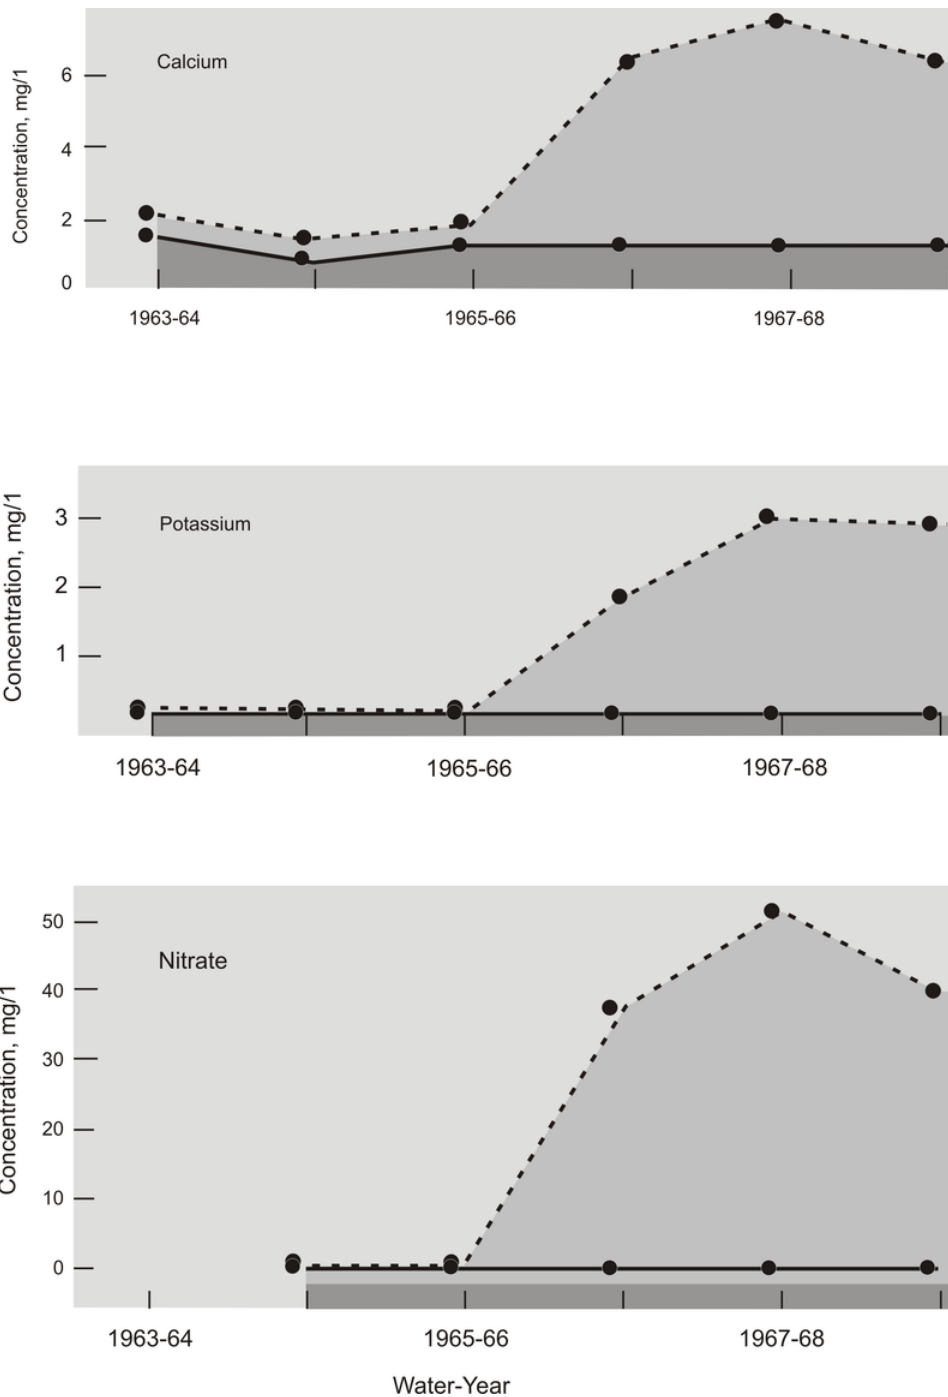 Calcium
Concentration, mg/1
6
4
2
0
1963-64 1965-66 1967-68
Potassium
Concentration, mg/1
3
2
1
1963-64 1965-66 1967-68
Nitrate
Concentration, mg/1
50
40
30
20
10
0
1963-64 1965-66 1967-68
Water-Year